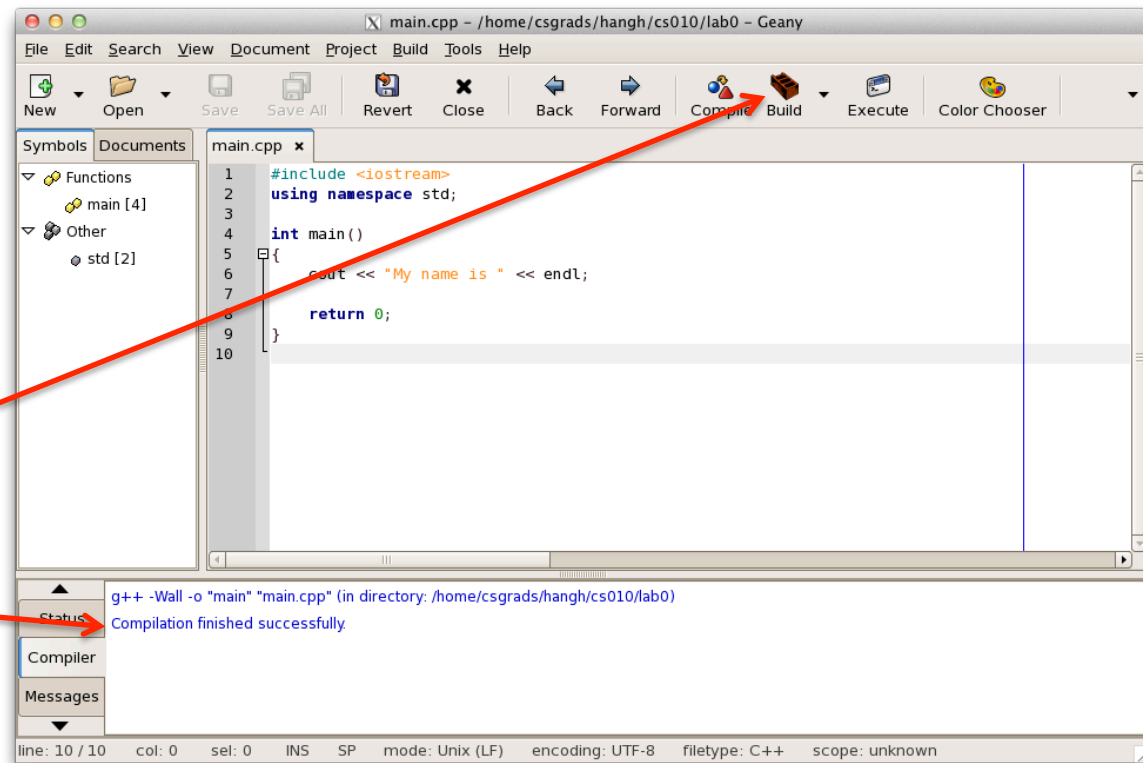 main.cpp – /home/csgrads/hangh/cs010/lab0 – Geany
File Edit Search View Document Project Build Tools Help
New Open Save Save All Revert Close Back Forward Compile Build Execute Color Chooser
Symbols Documents main.cpp
Functions
main [4]
Other
std [2]
1 #include <iostream>
2 using namespace std;
3
4 int main()
5 {
6 cout << "My name is " << endl;
7
8 return 0;
9 }
10
Status
Compiler
Messages
g++ -Wall -o "main" "main.cpp" (in directory: /home/csgrads/hangh/cs010/lab0)
Compilation finished successfully.
line: 10 / 10 col: 0 sel: 0 INS SP mode: Unix (LF) encoding: UTF-8 filetype: C++ scope: unknown